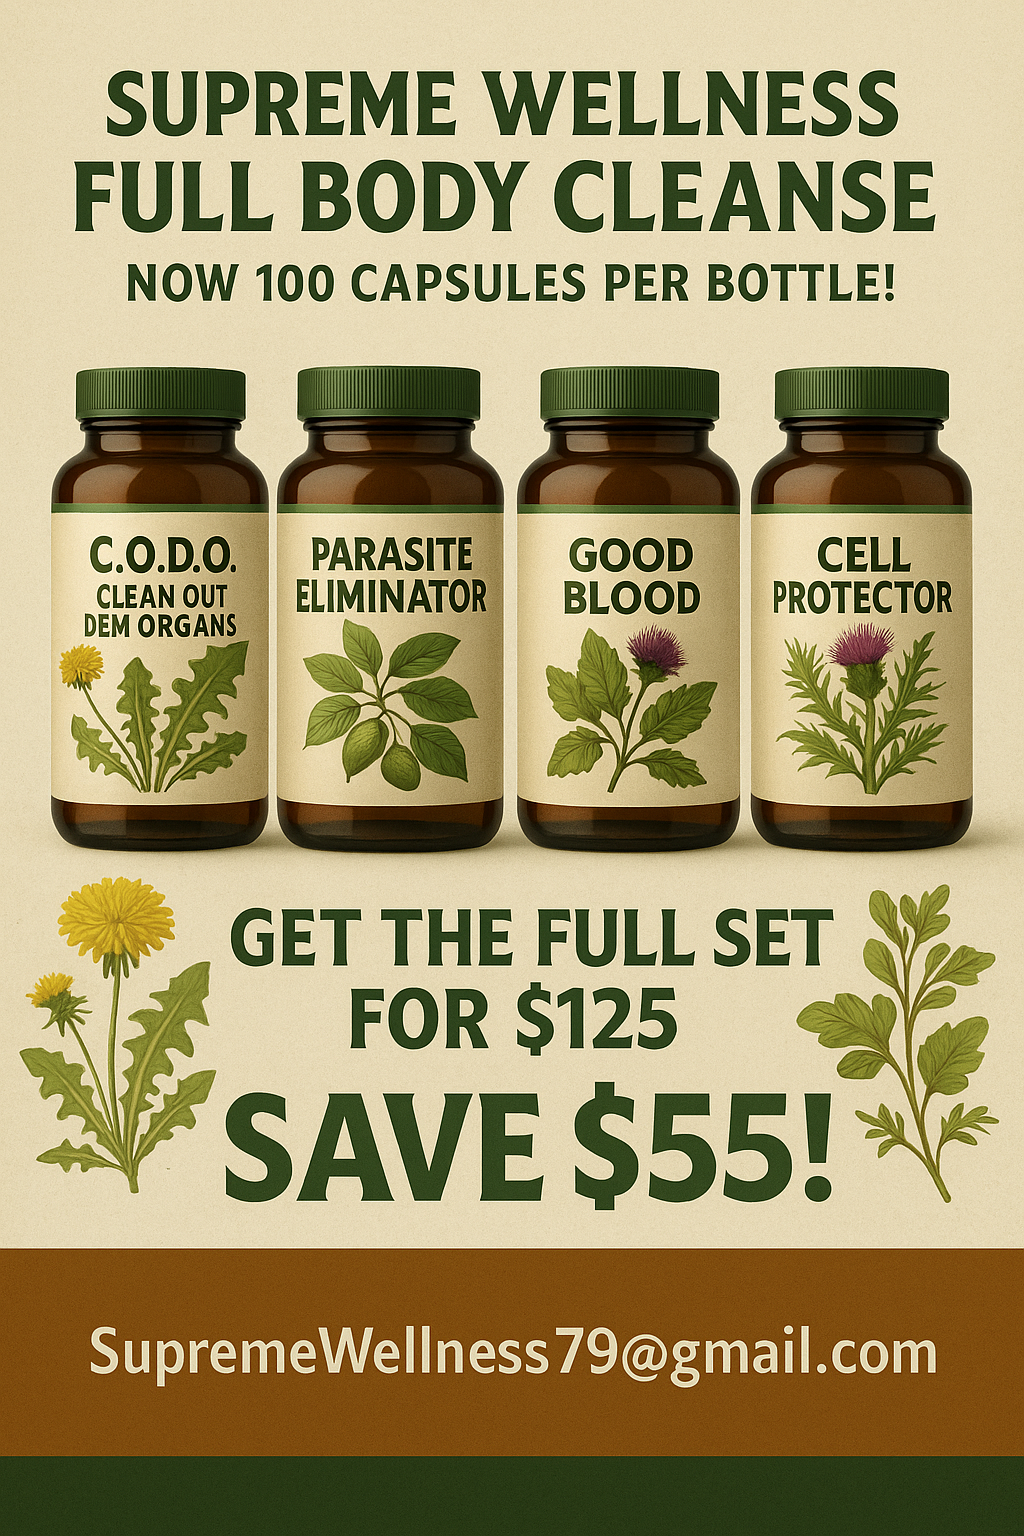 SUPREME WELLNESS
FULL BODY CLEANSE
NOW 100 CAPSULES PER BOTTLE!
C.O.D.O.
CLEAN OUT
DEM ORGANS
PARASITE
ELIMINATOR
GOOD
BLOOD
CELL
PROTECTOR
GET THE FULL SET
FOR $125
SAVE $55!
SupremeWellness79@gmail.com